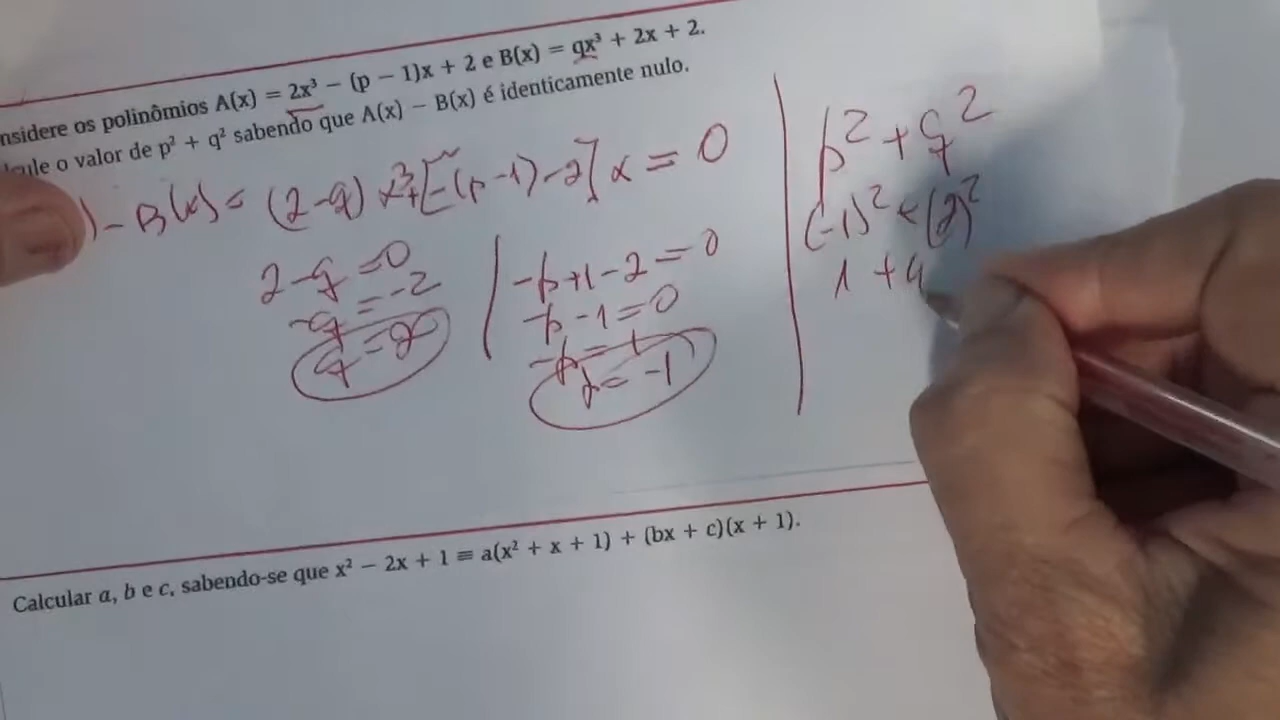 nsidere os polinômios A(x) = 2x³ − (p − 1)x + 2 e B(x) = qx³ + 2x + 2.
cule o valor de p² + q² sabendo que A(x) − B(x) é identicamente nulo.
) - B(x) = (2-q) x³ + [-(p-1)-2] x = 0
2-q = 0
-q = -2
q = 2
-p+1-2 = 0
-p-1 = 0
-p = 1
p = -1
p² + q²
(-1)² + (2)²
1 + 4
Calcular a, b e c, sabendo-se que x² − 2x + 1 ≡ a(x² + x + 1) + (bx + c)(x + 1).